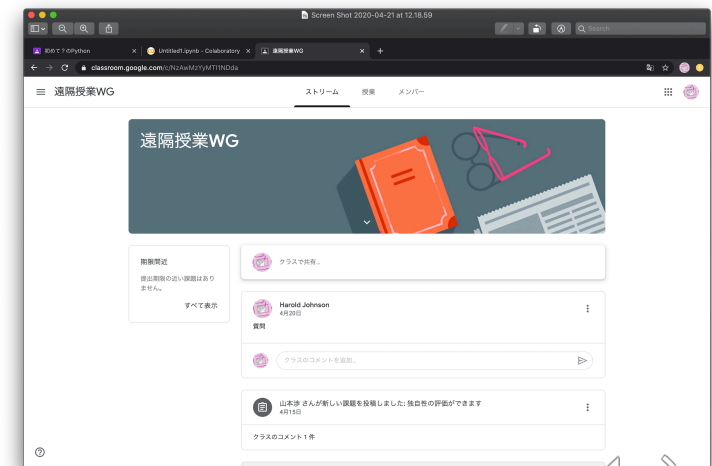 Screen Shot 2020-04-21 at 12.18.59
Search
初めて?のPython
Untitled1.ipynb - Colaboratory
遠隔授業WG
classroom.google.com/c/NzAwMzYyMTI1NDda
遠隔授業WG
ストリーム 授業 メンバー
遠隔授業WG
期限間近
提出期限の近い課題はあり
ません。
すべて表示
クラスで共有...
Harold Johnson
4月20日
質問
クラスのコメントを追加...
山本渉 さんが新しい課題を投稿しました: 独自性の評価ができます
4月15日
クラスのコメント 1 件